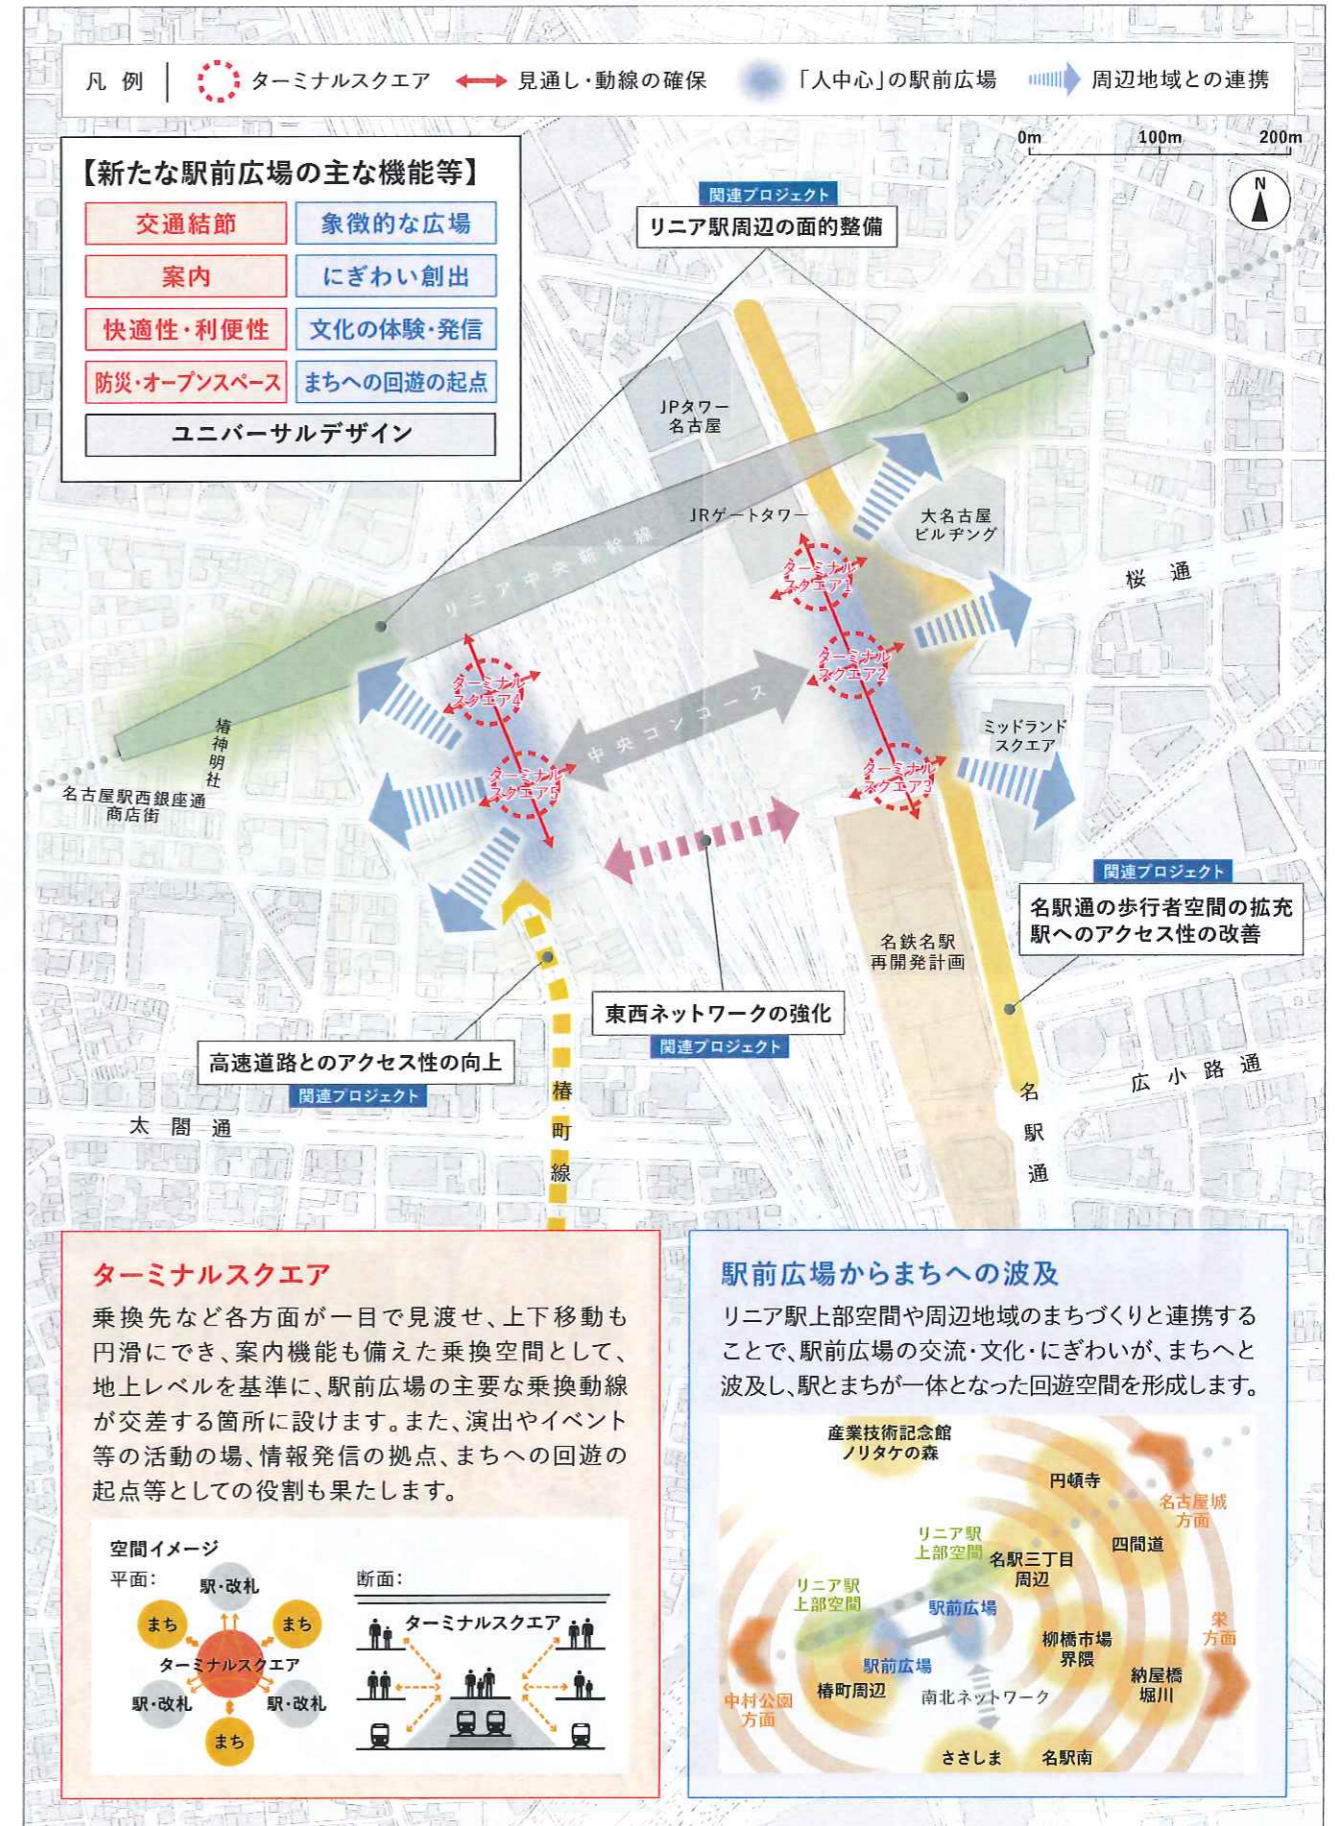 凡例
ターミナルスクエア
見通し・動線の確保
「人中心」の駅前広場
周辺地域との連携
0m 100m 200m
N
【新たな駅前広場の主な機能等】
交通結節 象徴的な広場
案内 にぎわい創出
快適性・利便性 文化の体験・発信
防災・オープンスペース まちへの回遊の起点
ユニバーサルデザイン
関連プロジェクト
リニア駅周辺の面的整備
JPタワー
名古屋
JRゲートタワー
大名古屋
ビルヂング
桜通
リニア中央新幹線
ターミナル
スクエア1
ターミナル
スクエア2
ターミナル
スクエア3
ターミナル
スクエア4
ターミナル
スクエア5
中央コンコース
ミッドランド
スクエア
椿神明社
名古屋駅西銀座通
商店街
関連プロジェクト
名駅通の歩行者空間の拡充
駅へのアクセス性の改善
名鉄名駅
再開発計画
東西ネットワークの強化
関連プロジェクト
高速道路とのアクセス性の向上
関連プロジェクト
太閤通
椿町線
名駅通
広小路通
ターミナルスクエア
乗換先など各方面が一目で見渡せ、上下移動も
円滑にでき、案内機能も備えた乗換空間として、
地上レベルを基準に、駅前広場の主要な乗換動線
が交差する箇所に設けます。また、演出やイベント
等の活動の場、情報発信の拠点、まちへの回遊の
起点等としての役割も果たします。
空間イメージ
平面:
駅・改札
まち
まち
ターミナルスクエア
駅・改札
駅・改札
まち
断面:
ターミナルスクエア
駅前広場からまちへの波及
リニア駅上部空間や周辺地域のまちづくりと連携する
ことで、駅前広場の交流・文化・にぎわいが、まちへと
波及し、駅とまちが一体となった回遊空間を形成します。
産業技術記念館
ノリタケの森
円頓寺
名古屋城
方面
四間道
リニア駅
上部空間
名駅三丁目
周辺
リニア駅
上部空間
駅前広場
駅前広場
柳橋市場
界隈
栄
方面
納屋橋
堀川
椿町周辺
中村公園
方面
南北ネットワーク
ささしま
名駅南